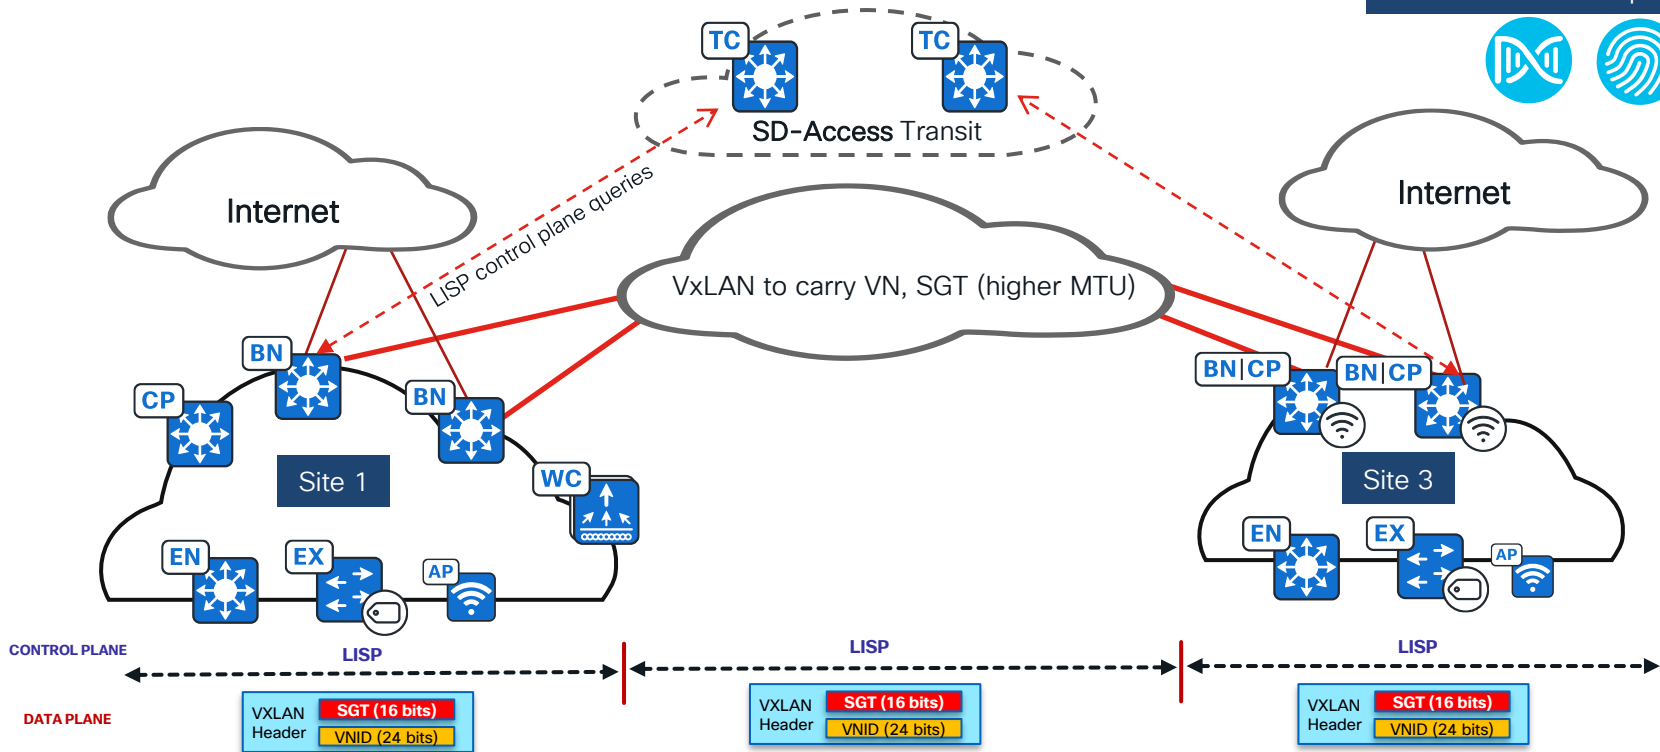 TC
TC
SD-Access Transit
Internet
Internet
LISP control plane queries
VxLAN to carry VN, SGT (higher MTU)
BN
BN
CP
BN|CP
BN|CP
Site 1
Site 3
WC
EN
EX
AP
EN
EX
AP
CONTROL PLANE
LISP
LISP
LISP
DATA PLANE
VXLAN
Header
SGT (16 bits)
VNID (24 bits)
VXLAN
Header
SGT (16 bits)
VNID (24 bits)
VXLAN
Header
SGT (16 bits)
VNID (24 bits)